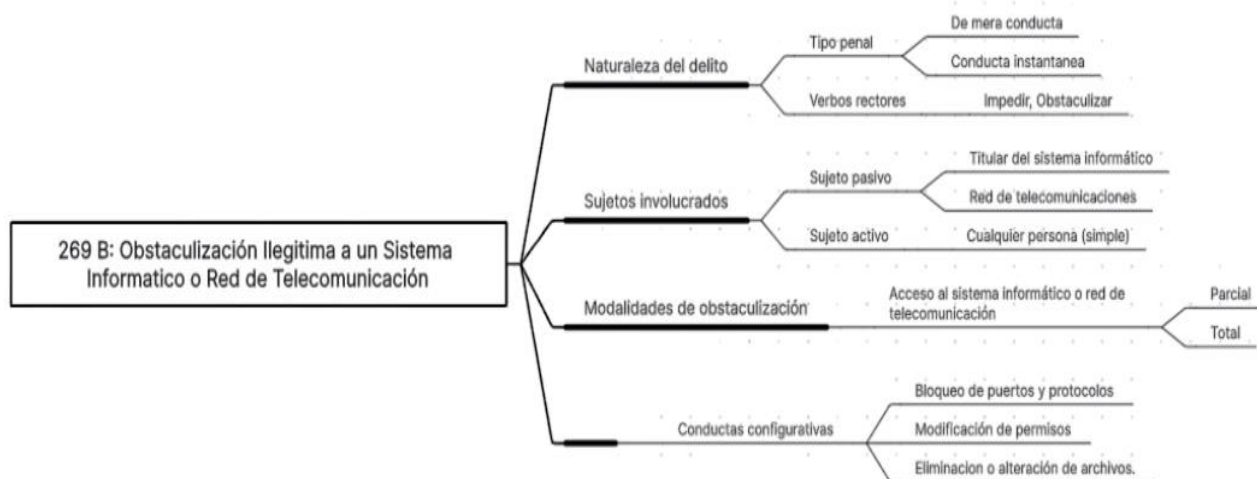 269 B: Obstaculización Ilegitima a un Sistema
Informatico o Red de Telecomunicación
Naturaleza del delito
Tipo penal
De mera conducta
Conducta instantanea
Verbos rectores
Impedir, Obstaculizar
Sujetos involucrados
Sujeto pasivo
Titular del sistema informático
Red de telecomunicaciones
Sujeto activo
Cualquier persona (simple)
Modalidades de obstaculización
Acceso al sistema informático o red de
telecomunicación
Parcial
Total
Conductas configurativas
Bloqueo de puertos y protocolos
Modificación de permisos
Eliminacion o alteración de archivos.